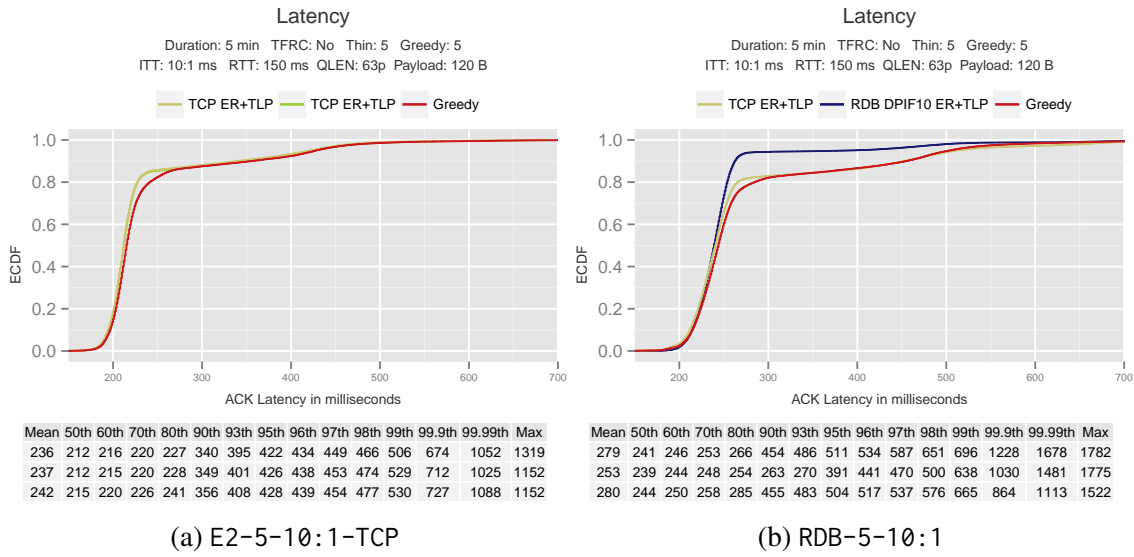 Latency
Duration: 5 min TFRC: No Thin: 5 Greedy: 5
ITT: 10:1 ms RTT: 150 ms QLEN: 63p Payload: 120 B
TCP ER+TLP TCP ER+TLP Greedy
1.0
0.8
0.6
0.4
0.2
0.0
ECDF
200 300 400 500 600 700
ACK Latency in milliseconds
Mean 50th 60th 70th 80th 90th 93th 95th 96th 97th 98th 99th 99.9th 99.99th Max
236 212 216 220 227 340 395 422 434 449 466 506 674 1052 1319
237 212 215 220 228 349 401 426 438 453 474 529 712 1025 1152
242 215 220 226 241 356 408 428 439 454 477 530 727 1088 1152
(a) E2-5-10:1-TCP
Latency
Duration: 5 min TFRC: No Thin: 5 Greedy: 5
ITT: 10:1 ms RTT: 150 ms QLEN: 63p Payload: 120 B
TCP ER+TLP RDB DPIF10 ER+TLP Greedy
1.0
0.8
0.6
0.4
0.2
0.0
ECDF
200 300 400 500 600 700
ACK Latency in milliseconds
Mean 50th 60th 70th 80th 90th 93th 95th 96th 97th 98th 99th 99.9th 99.99th Max
279 241 246 253 266 454 486 511 534 587 651 696 1228 1678 1782
253 239 244 248 254 263 270 391 441 470 500 638 1030 1481 1775
280 244 250 258 285 455 483 504 517 537 576 665 864 1113 1522
(b) RDB-5-10:1